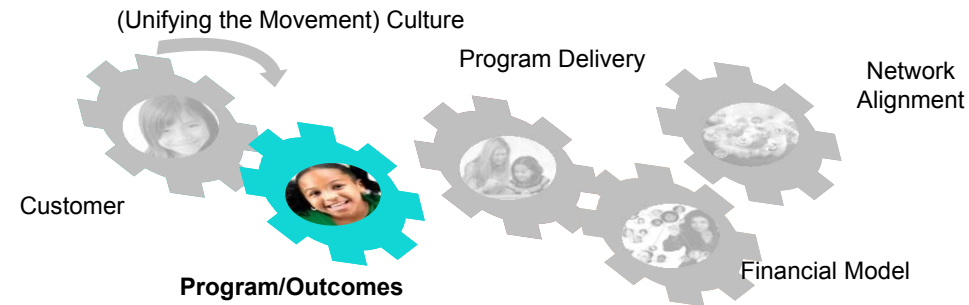 (Unifying the Movement) Culture
Program Delivery
Network
Alignment
Customer
Program/Outcomes
Financial Model